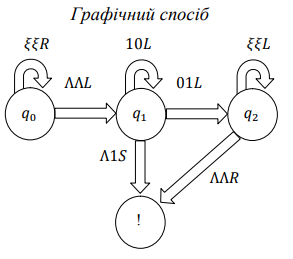 Графічний спосіб
ξξR 10L ξξL
ΛΛL 01L
q₀ q₁ q₂
Λ1S ΛΛR
!